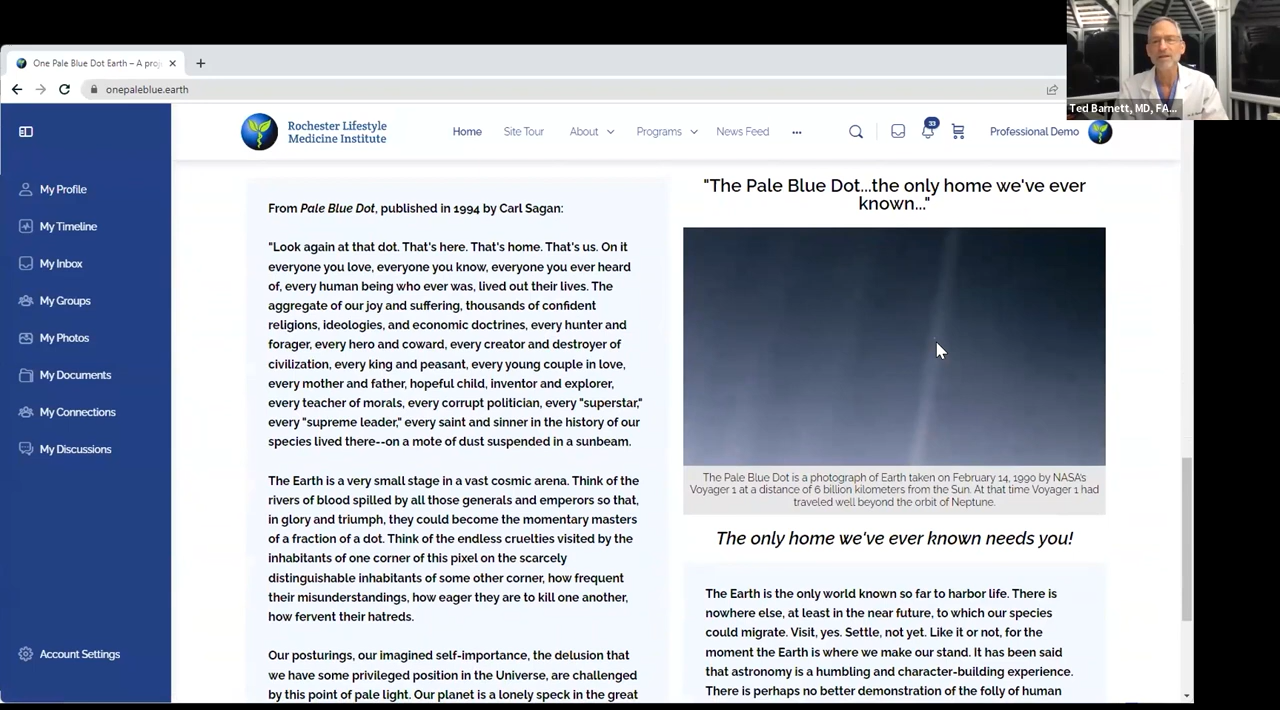 One Pale Blue Dot Earth – A proj
onepaleblue.earth
Ted Barnett, MD, FA...
Rochester Lifestyle
Medicine Institute
Home
Site Tour
About
Programs
News Feed
33
Professional Demo
My Profile
My Timeline
My Inbox
My Groups
My Photos
My Documents
My Connections
My Discussions
Account Settings
From Pale Blue Dot, published in 1994 by Carl Sagan:
"Look again at that dot. That's here. That's home. That's us. On it
everyone you love, everyone you know, everyone you ever heard
of, every human being who ever was, lived out their lives. The
aggregate of our joy and suffering, thousands of confident
religions, ideologies, and economic doctrines, every hunter and
forager, every hero and coward, every creator and destroyer of
civilization, every king and peasant, every young couple in love,
every mother and father, hopeful child, inventor and explorer,
every teacher of morals, every corrupt politician, every "superstar,"
every "supreme leader," every saint and sinner in the history of our
species lived there--on a mote of dust suspended in a sunbeam.
The Earth is a very small stage in a vast cosmic arena. Think of the
rivers of blood spilled by all those generals and emperors so that,
in glory and triumph, they could become the momentary masters
of a fraction of a dot. Think of the endless cruelties visited by the
inhabitants of one corner of this pixel on the scarcely
distinguishable inhabitants of some other corner, how frequent
their misunderstandings, how eager they are to kill one another,
how fervent their hatreds.
Our posturings, our imagined self-importance, the delusion that
we have some privileged position in the Universe, are challenged
by this point of pale light. Our planet is a lonely speck in the great
"The Pale Blue Dot...the only home we've ever
known..."
The Pale Blue Dot is a photograph of Earth taken on February 14, 1990 by NASA's
Voyager 1 at a distance of 6 billion kilometers from the Sun. At that time Voyager 1 had
traveled well beyond the orbit of Neptune.
The only home we've ever known needs you!
The Earth is the only world known so far to harbor life. There is
nowhere else, at least in the near future, to which our species
could migrate. Visit, yes. Settle, not yet. Like it or not, for the
moment the Earth is where we make our stand. It has been said
that astronomy is a humbling and character-building experience.
There is perhaps no better demonstration of the folly of human